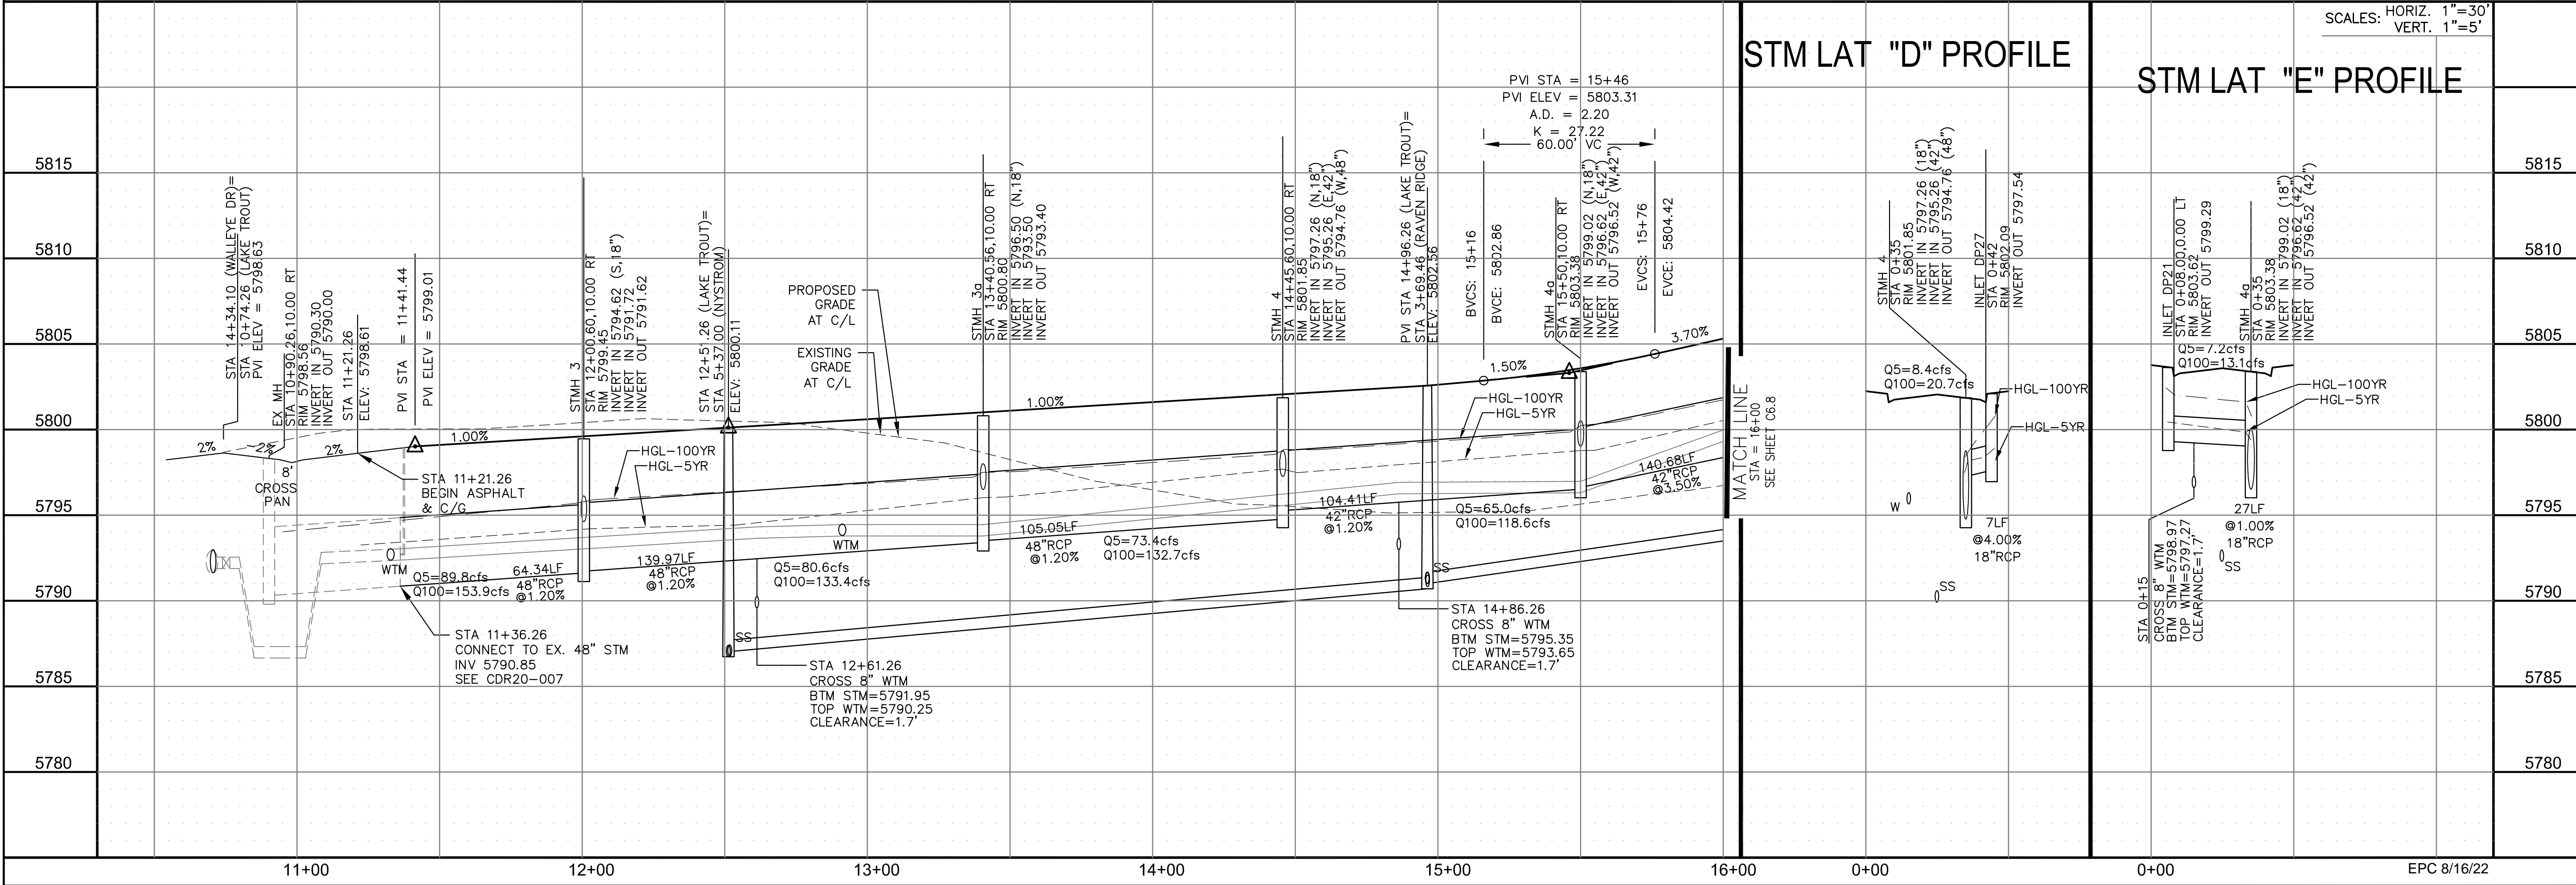 SCALES: HORIZ. 1"=30'
VERT. 1"=5'
STM LAT "D" PROFILE
STM LAT "E" PROFILE
5815
5810
5805
5800
5795
5790
5785
5780
STA 14+34.10 (WALLEYE DR)=
STA 10+74.26 (LAKE TROUT)
PVI ELEV = 5798.63
EX MH
STA 10+90.26,10.00 RT
RIM 5798.56
INVERT IN 5790.30
INVERT OUT 5790.00
STA 11+21.26
ELEV: 5798.61
PVI STA = 11+41.44
PVI ELEV = 5799.01
STMH 3
STA 12+00.60,10.00 RT
RIM 5799.45
INVERT IN 5794.62 (S,18")
INVERT IN 5791.72
INVERT OUT 5791.62
STA 12+51.26 (LAKE TROUT)=
STA 5+37.00 (NYSTROM)
ELEV: 5800.11
PROPOSED
GRADE
AT C/L
EXISTING
GRADE
AT C/L
STMH 3a
STA 13+40.56,10.00 RT
RIM 5800.80
INVERT IN 5796.50 (N,18")
INVERT IN 5793.50
INVERT OUT 5793.40
STMH 4
STA 14+45.60,10.00 RT
RIM 5801.85
INVERT IN 5797.26 (N,18")
INVERT IN 5795.26 (E,42")
INVERT OUT 5794.76 (W,48")
PVI STA 14+96.26 (LAKE TROUT)=
STA 3+69.46 (RAVEN RIDGE)
ELEV: 5802.56
PVI STA = 15+46
PVI ELEV = 5803.31
A.D. = 2.20
K = 27.22
60.00' VC
BVCS: 15+16
BVCE: 5802.86
STMH 4a
STA 15+50,10.00 RT
RIM 5803.38
INVERT IN 5799.02 (N,18")
INVERT IN 5796.62 (E,42")
INVERT OUT 5796.52 (W,42")
EVCS: 15+76
EVCE: 5804.42
2%
-2%
2%
1.00%
1.00%
1.50%
3.70%
8'
CROSS
PAN
STA 11+21.26
BEGIN ASPHALT
& C/G
HGL-100YR
HGL-5YR
HGL-100YR
HGL-5YR
WTM
Q5=89.8cfs
Q100=153.9cfs
64.34LF
48"RCP
@1.20%
139.97LF
48"RCP
@1.20%
WTM
Q5=80.6cfs
Q100=133.4cfs
105.05LF
48"RCP
@1.20%
Q5=73.4cfs
Q100=132.7cfs
104.41LF
42"RCP
@1.20%
Q5=65.0cfs
Q100=118.6cfs
140.68LF
42"RCP
@3.50%
SS
SS
STA 11+36.26
CONNECT TO EX. 48" STM
INV 5790.85
SEE CDR20-007
STA 12+61.26
CROSS 8" WTM
BTM STM=5791.95
TOP WTM=5790.25
CLEARANCE=1.7'
STA 14+86.26
CROSS 8" WTM
BTM STM=5795.35
TOP WTM=5793.65
CLEARANCE=1.7'
MATCH LINE
STA = 16+00
SEE SHEET C6.8
STMH 4
STA 0+35
RIM 5801.85
INVERT IN 5797.26 (18")
INVERT IN 5795.26 (42")
INVERT OUT 5794.76 (48")
INLET DP27
STA 0+42
RIM 5802.09
INVERT OUT 5797.54
Q5=8.4cfs
Q100=20.7cfs
HGL-100YR
HGL-5YR
W
SS
7LF
@4.00%
18"RCP
INLET DP21
STA 0+08.00,0.00 LT
RIM 5803.62
INVERT OUT 5799.29
STMH 4a
STA 0+35
RIM 5803.38
INVERT IN 5799.02 (18")
INVERT IN 5796.62 (42")
INVERT OUT 5796.52 (42")
Q5=7.2cfs
Q100=13.1cfs
HGL-100YR
HGL-5YR
STA 0+15
CROSS 8" WTM
BTM STM=5798.97
TOP WTM=5797.27
CLEARANCE=1.7'
27LF
@1.00%
18"RCP
SS
5815
5810
5805
5800
5795
5790
5785
5780
11+00
12+00
13+00
14+00
15+00
16+00
0+00
0+00
EPC 8/16/22